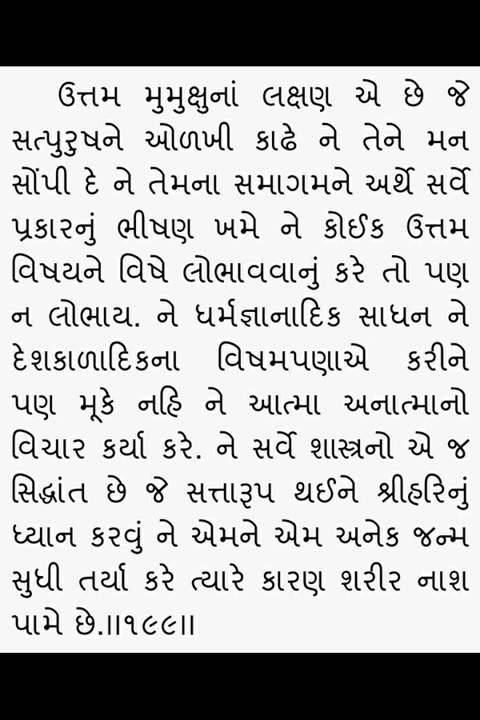 ઉત્તમ મુમુક્ષુનાં લક્ષણ એ છે જે
સત્પુરુષને ઓળખી કાઢે ને તેને મન
સોંપી દે ને તેમના સમાગમને અર્થે સર્વે
પ્રકારનું ભીષણ ખમે ને કોઈક ઉત્તમ
વિષયને વિષે લોભાવવાનું કરે તો પણ
ન લોભાય. ને ધર્મજ્ઞાનાદિક સાધન ને
દેશકાળાદિકના વિષમપણાએ કરીને
પણ મૂકે નહિ ને આત્મા અનાત્માનો
વિચાર કર્યા કરે. ને સર્વે શાસ્ત્રનો એ જ
સિદ્ધાંત છે જે સત્તારૂપ થઈને શ્રીહરિનું
ધ્યાન કરવું ને એમને એમ અનેક જન્મ
સુધી તર્યા કરે ત્યારે કારણ શરીર નાશ
પામે છે.॥૧૯૯॥